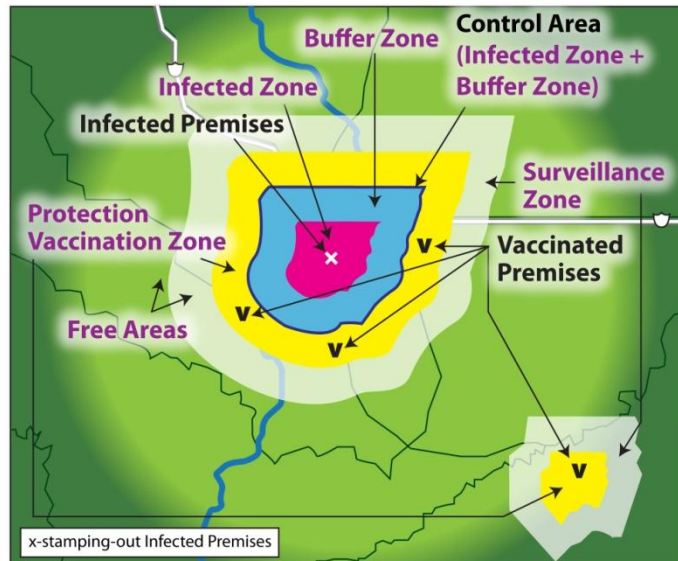 Control Area
(Infected Zone +
Buffer Zone)
Buffer Zone
Infected Zone
Infected Premises
Surveillance
Zone
Protection
Vaccination Zone
Vaccinated
Premises
Free Areas
x
v
v
v
v
x-stamping-out Infected Premises